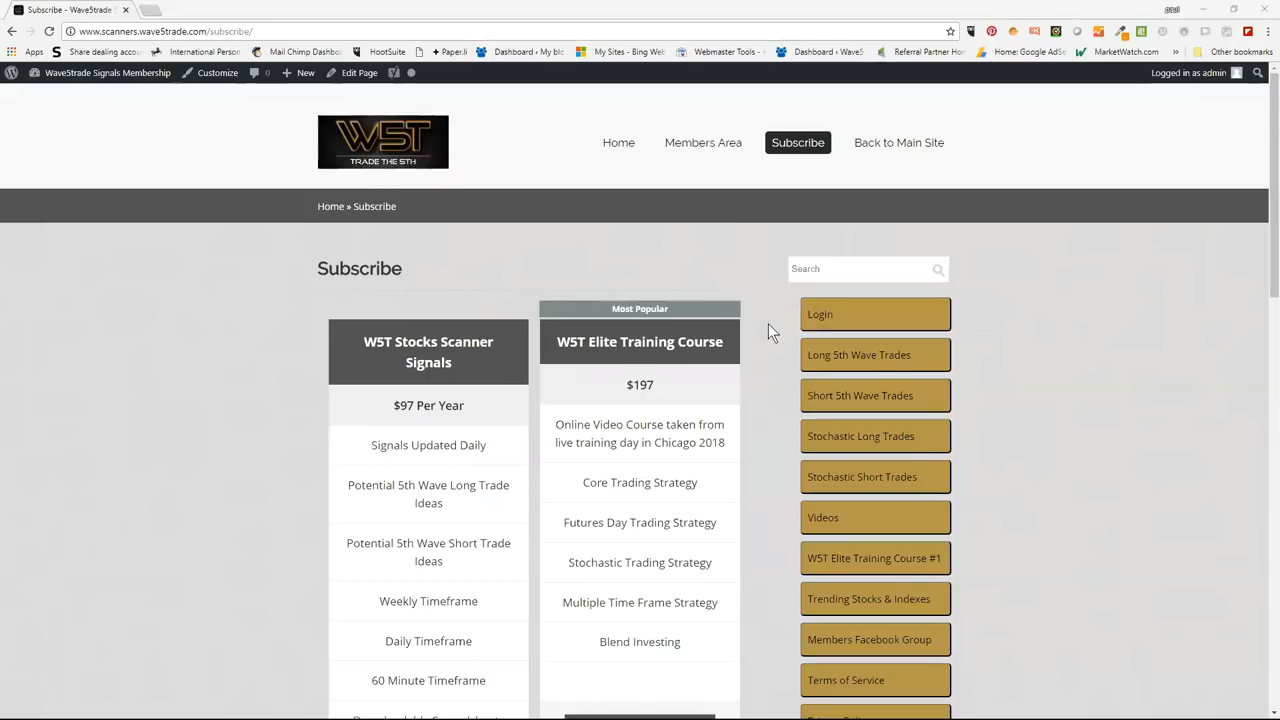 Subscribe - Wave5trade
paul
www.scanners.wave5trade.com/subscribe/
Apps
Share dealing accou
International Person
Mail Chimp Dashbo
HootSuite
+ Paper.li
Dashboard ‹ My blo
My Sites - Bing Web
Webmaster Tools -
Dashboard ‹ Wave5
Referral Partner Ho
Home: Google AdSe
MarketWatch.com
»
Other bookmarks
Wave5trade Signals Membership
Customize
0
New
Edit Page
Logged in as admin
W5T
TRADE THE 5TH
Home
Members Area
Subscribe
Back to Main Site
Home » Subscribe
Subscribe
W5T Stocks Scanner
Signals
$97 Per Year
Signals Updated Daily
Potential 5th Wave Long Trade
Ideas
Potential 5th Wave Short Trade
Ideas
Weekly Timeframe
Daily Timeframe
60 Minute Timeframe
Most Popular
W5T Elite Training Course
$197
Online Video Course taken from
live training day in Chicago 2018
Core Trading Strategy
Futures Day Trading Strategy
Stochastic Trading Strategy
Multiple Time Frame Strategy
Blend Investing
Search
Login
Long 5th Wave Trades
Short 5th Wave Trades
Stochastic Long Trades
Stochastic Short Trades
Videos
W5T Elite Training Course #1
Trending Stocks & Indexes
Members Facebook Group
Terms of Service